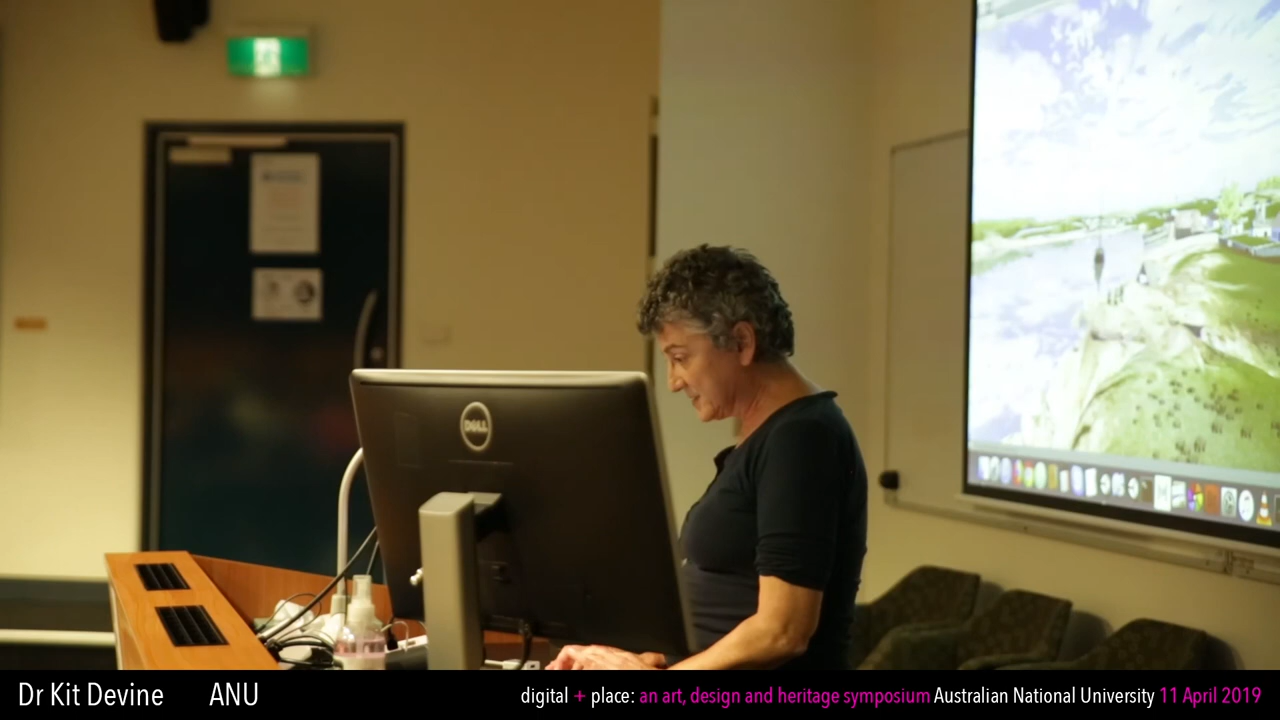 DELL
Dr Kit Devine ANU
digital + place: an art, design and heritage symposium Australian National University 11 April 2019